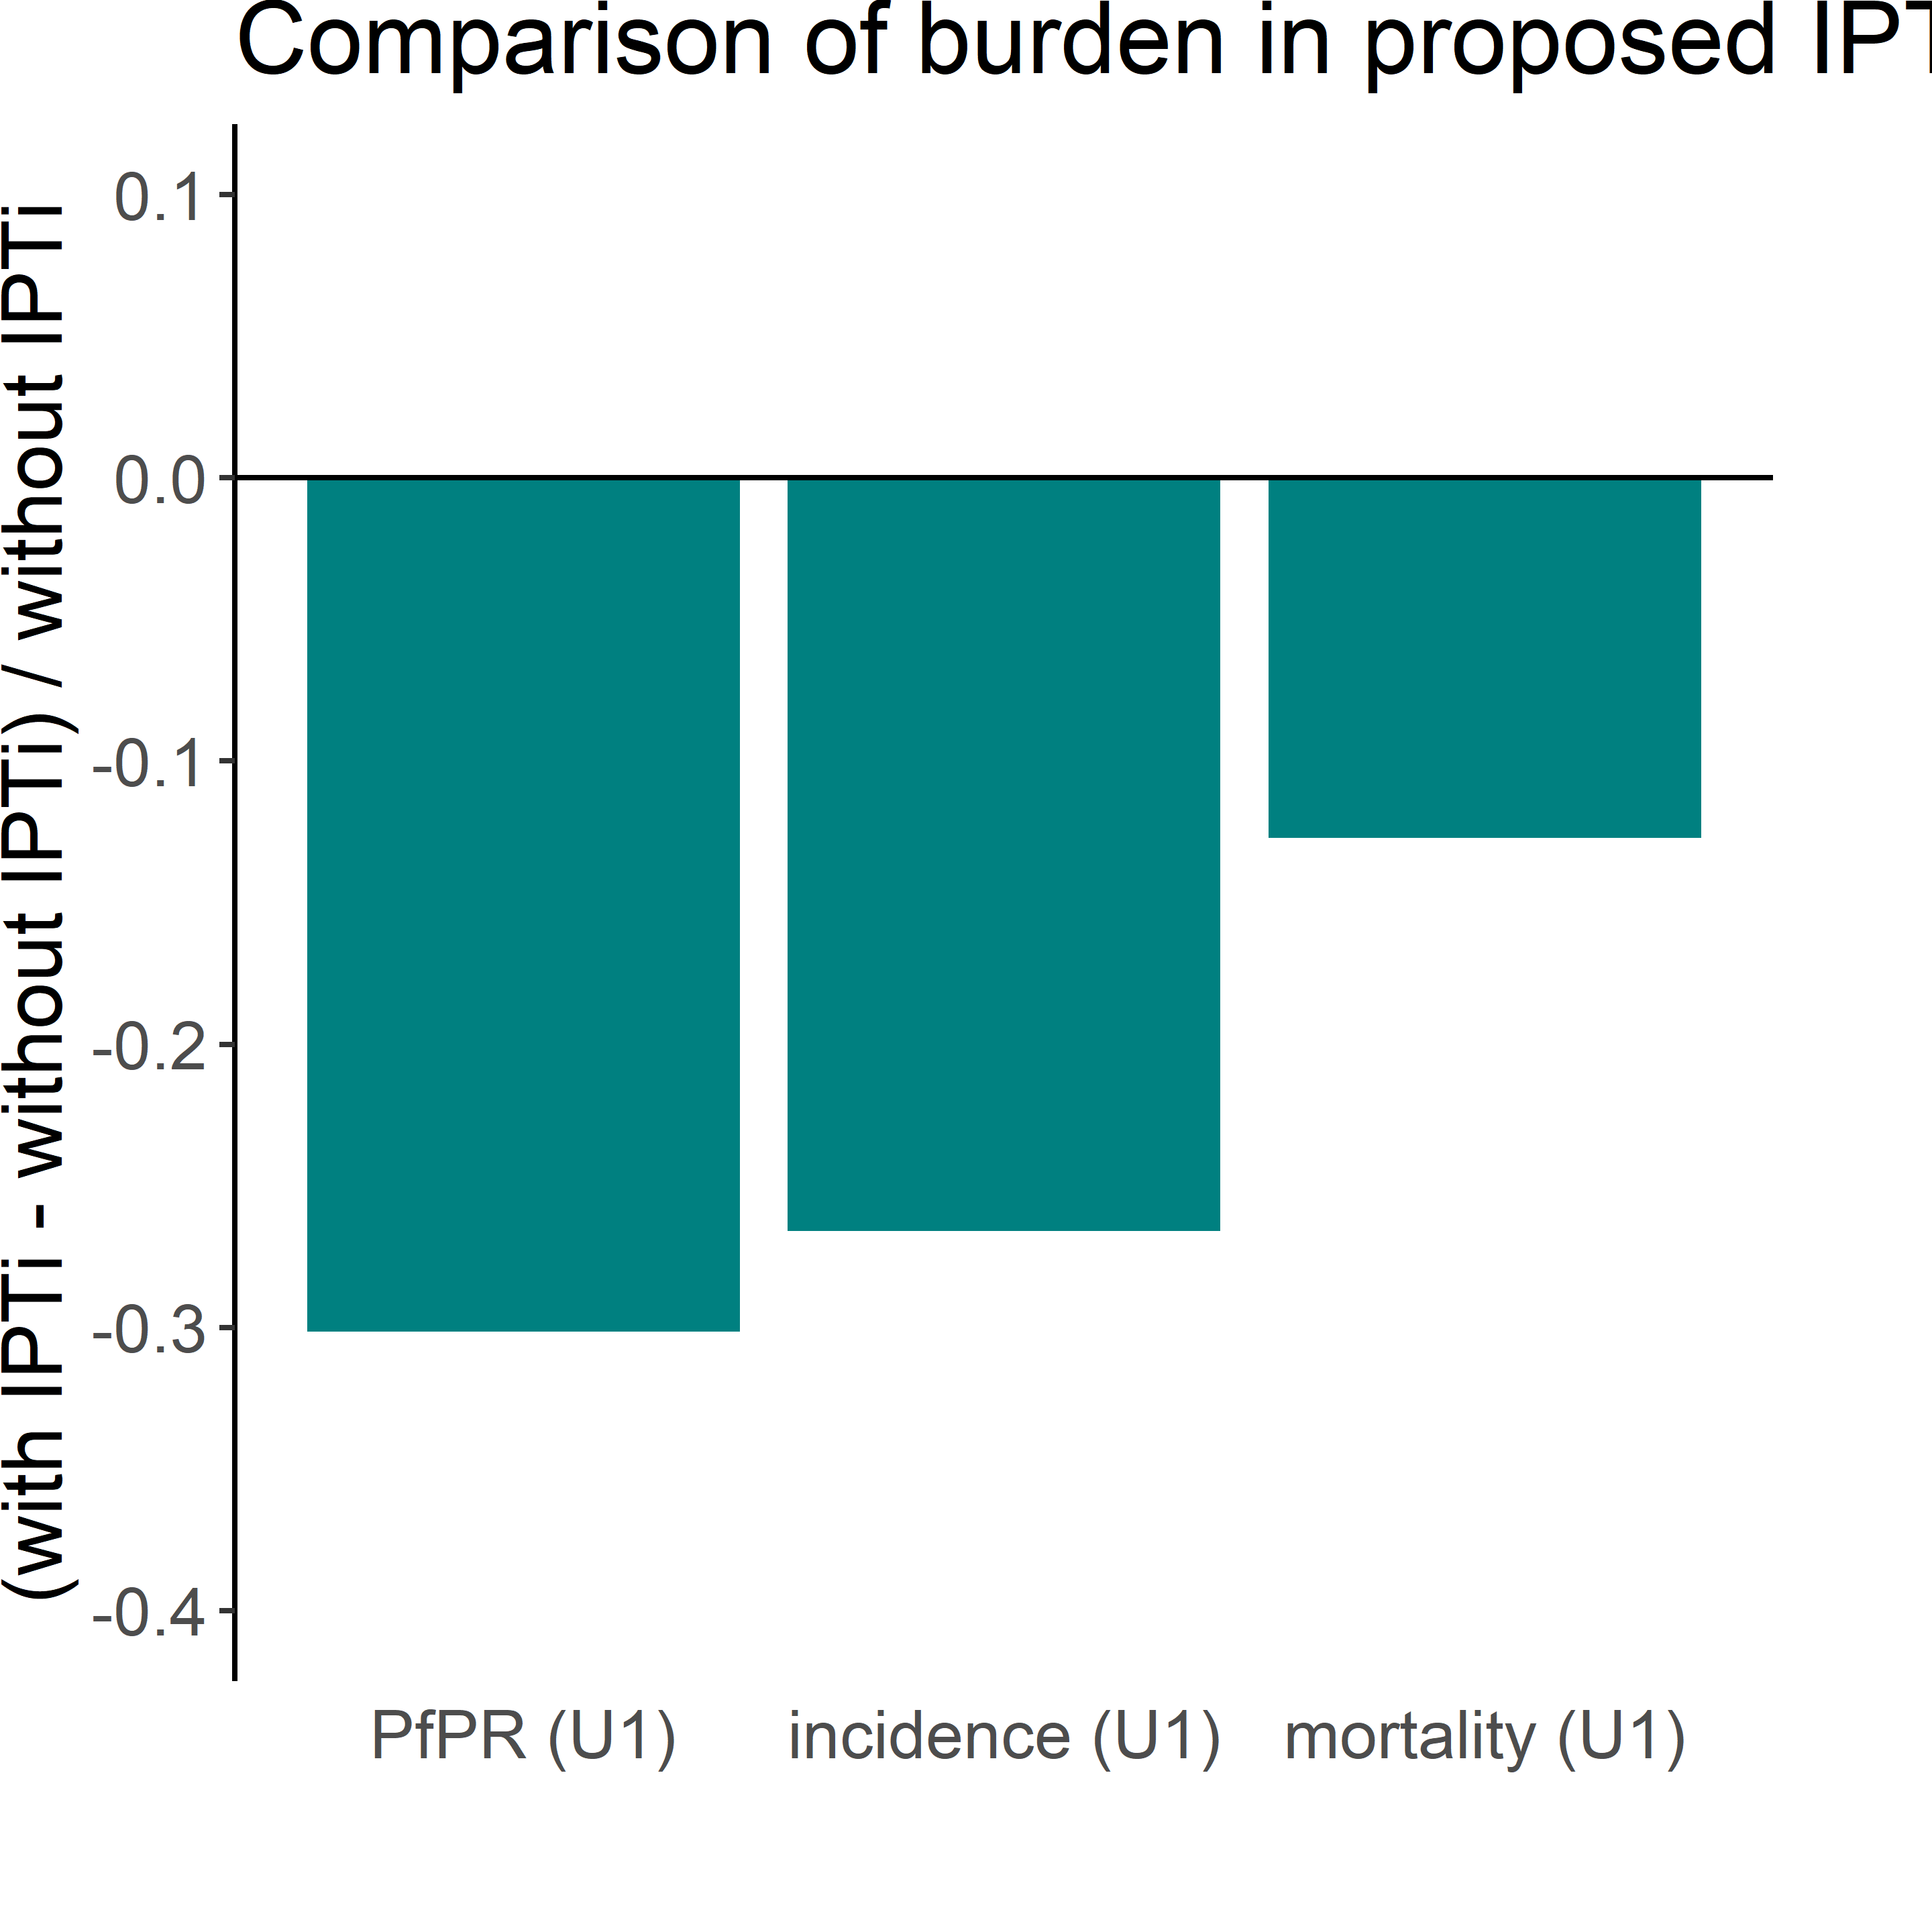 Comparison of burden in proposed
(with IPTi - without IPTi) / without IPTi
0.1
0.0
-0.1
-0.2
-0.3
-0.4
PfPR (U1)
incidence (U1)
mortality (U1)